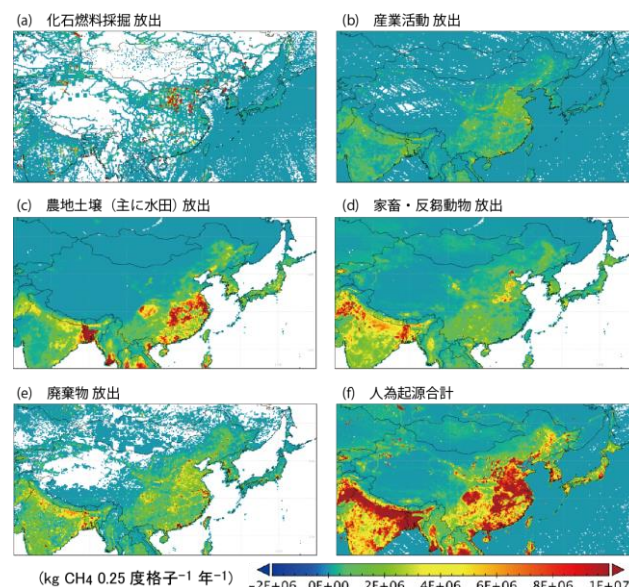 (a) 化石燃料採掘 放出
(b) 産業活動 放出
(c) 農地土壌（主に水田）放出
(d) 家畜・反芻動物 放出
(e) 廃棄物 放出
(f) 人為起源合計
(kg CH4 0.25 度格子-1 年-1)
-2E+06 0E+00 2E+06 4E+06 6E+06 8E+06 1E+07